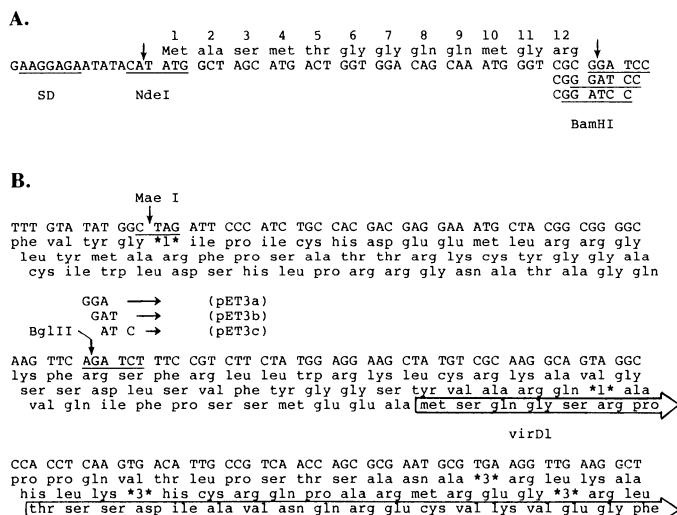 A.
1 2 3 4 5 6 7 8 9 10 11 12
Met ala ser met thr gly gly gln gln met gly arg
GAAGGAGAATATACAT ATG GCT AGC ATG ACT GGT GGA CAG CAA ATG GGT CGC GGA TCC
CGG GAT CC
CGG ATC C
SD NdeI
BamHI
B.
Mae I
TTT GTA TAT GGC TAG ATT CCC ATC TGC CAC GAC GAG GAA ATG CTA CGG CGG GGC
phe val tyr gly *1* ile pro ile cys his asp glu glu met leu arg arg gly
leu tyr met ala arg phe pro ser ala thr thr arg lys cys tyr gly gly ala
cys ile trp leu asp ser his leu pro arg arg gly asn ala thr ala gly gln
GGA (pET3a)
GAT (pET3b)
BglII AT C (pET3c)
AAG TTC AGA TCT TTC CGT CTT CTA TGG AGG AAG CTA TGT CGC AAG GCA GTA GGC
lys phe arg ser phe arg leu leu trp arg lys leu cys arg lys ala val gly
ser ser asp leu ser val phe tyr gly gly ser tyr val ala arg gln *1* ala
val gln ile phe pro ser ser met glu glu ala met ser gln gly ser arg pro
virD1
CCA CCT CAA GTG ACA TTG CCG TCA ACC AGC GCG AAT GCG TGA AGG TTG AAG GCT
pro pro gln val thr leu pro ser thr ser ala asn ala *3* arg leu lys ala
his leu lys *3* his cys arg gln pro ala arg met arg glu gly *3* arg leu
thr ser ser asp ile ala val asn gln arg glu cys val lys val glu gly phe